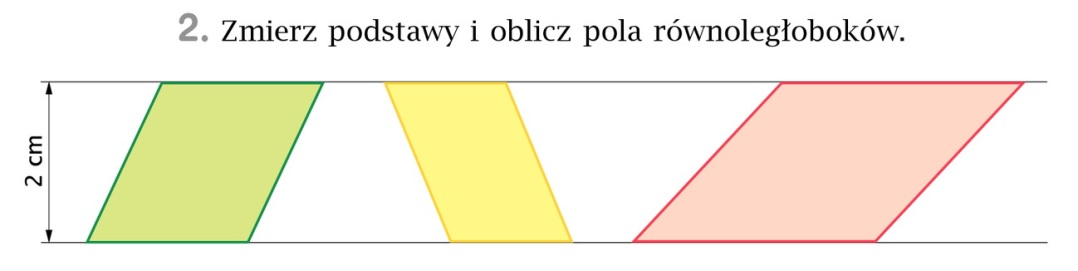 2. Zmierz podstawy i oblicz pola równoległoboków.
2 cm